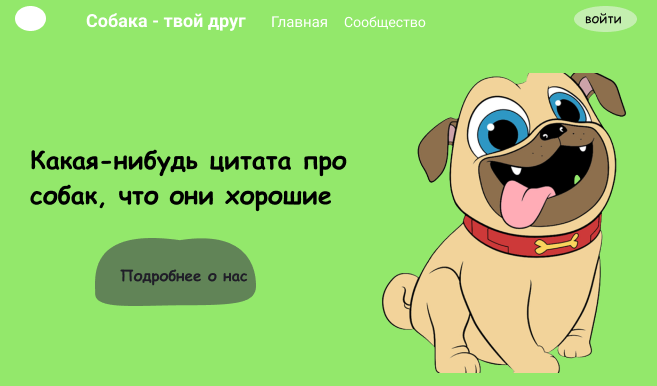 Собака - твой друг Главная Сообщество войти
Какая-нибудь цитата про
собак, что они хорошие
Подробнее о нас